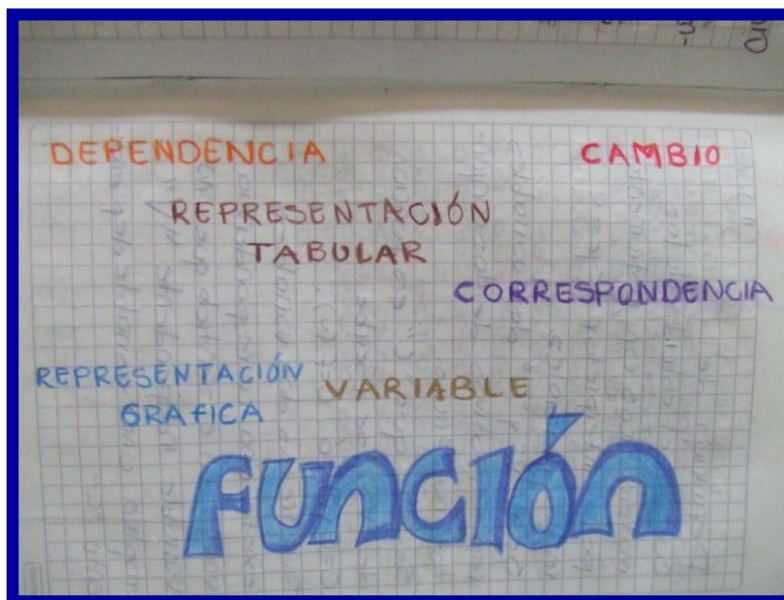 DEPENDENCIA
CAMBIO
REPRESENTACIÓN
TABULAR
CORRESPONDENCIA
REPRESENTACIÓN
GRAFICA
VARIABLE
FUNCIÓN